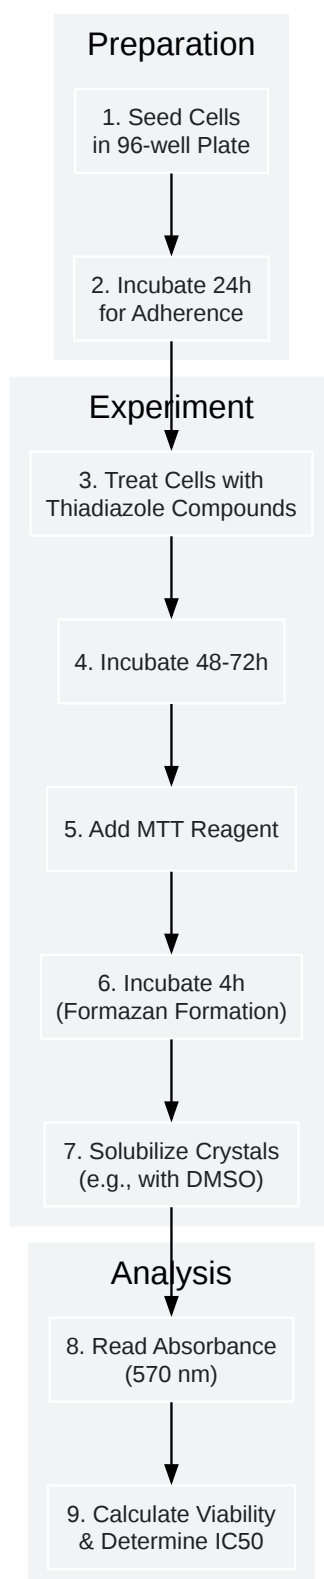 Preparation
1. Seed Cells
in 96-well Plate
2. Incubate 24h
for Adherence
Experiment
3. Treat Cells with
Thiadiazole Compounds
4. Incubate 48-72h
5. Add MTT Reagent
6. Incubate 4h
(Formazan Formation)
7. Solubilize Crystals
(e.g., with DMSO)
Analysis
8. Read Absorbance
(570 nm)
9. Calculate Viability
& Determine IC50